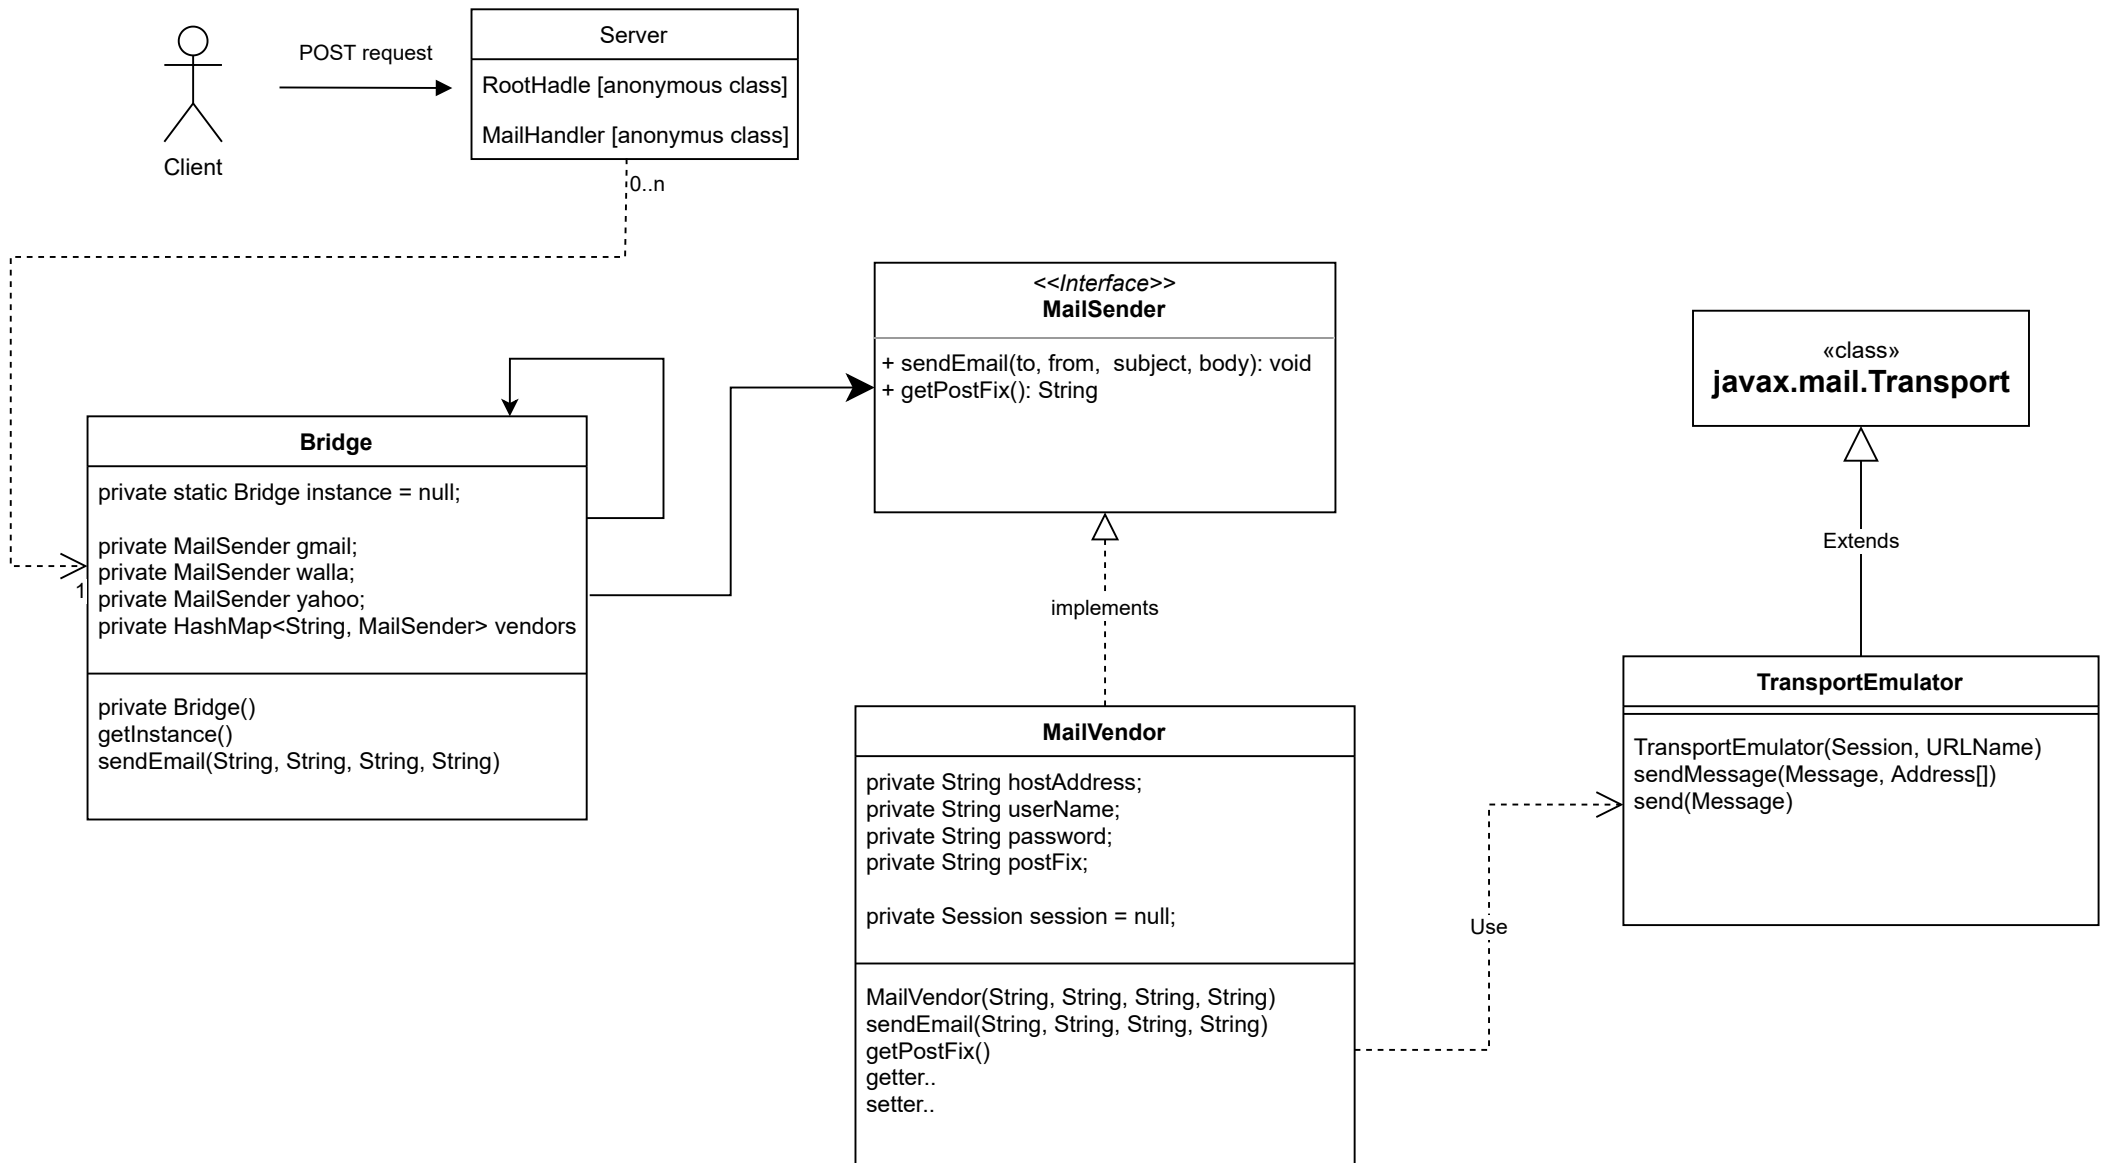 Client
POST request
Server
RootHadle [anonymous class]
MailHandler [anonymus class]
0..n
1
Bridge
private static Bridge instance = null;
private MailSender gmail;
private MailSender walla;
private MailSender yahoo;
private HashMap<String, MailSender> vendors
private Bridge()
getInstance()
sendEmail(String, String, String, String)
<<Interface>>
MailSender
+ sendEmail(to, from,  subject, body): void
+ getPostFix(): String
implements
MailVendor
private String hostAddress;
private String userName;
private String password;
private String postFix;
private Session session = null;
MailVendor(String, String, String, String)
sendEmail(String, String, String, String)
getPostFix()
getter..
setter..
Use
«class»
javax.mail.Transport
Extends
TransportEmulator
TransportEmulator(Session, URLName)
sendMessage(Message, Address[])
send(Message)